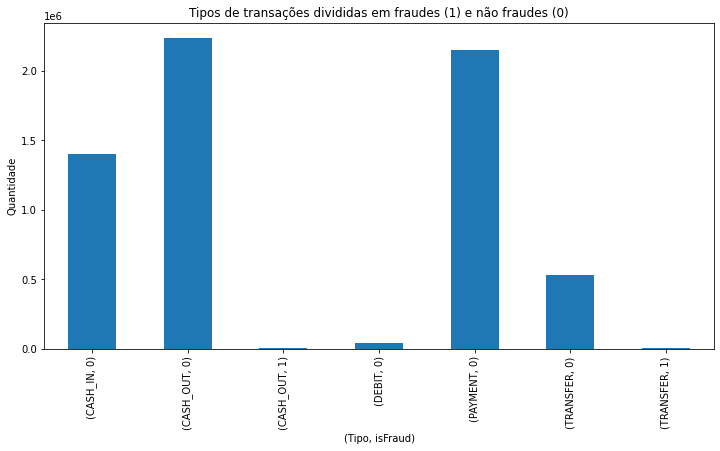 Tipos de transações divididas em fraudes (1) e não fraudes (0)
1e6
2.0
1.5
1.0
0.5
0.0
Quantidade
(CASH_IN, 0)
(CASH_OUT, 0)
(CASH_OUT, 1)
(DEBIT, 0)
(PAYMENT, 0)
(TRANSFER, 0)
(TRANSFER, 1)
(Tipo, isFraud)